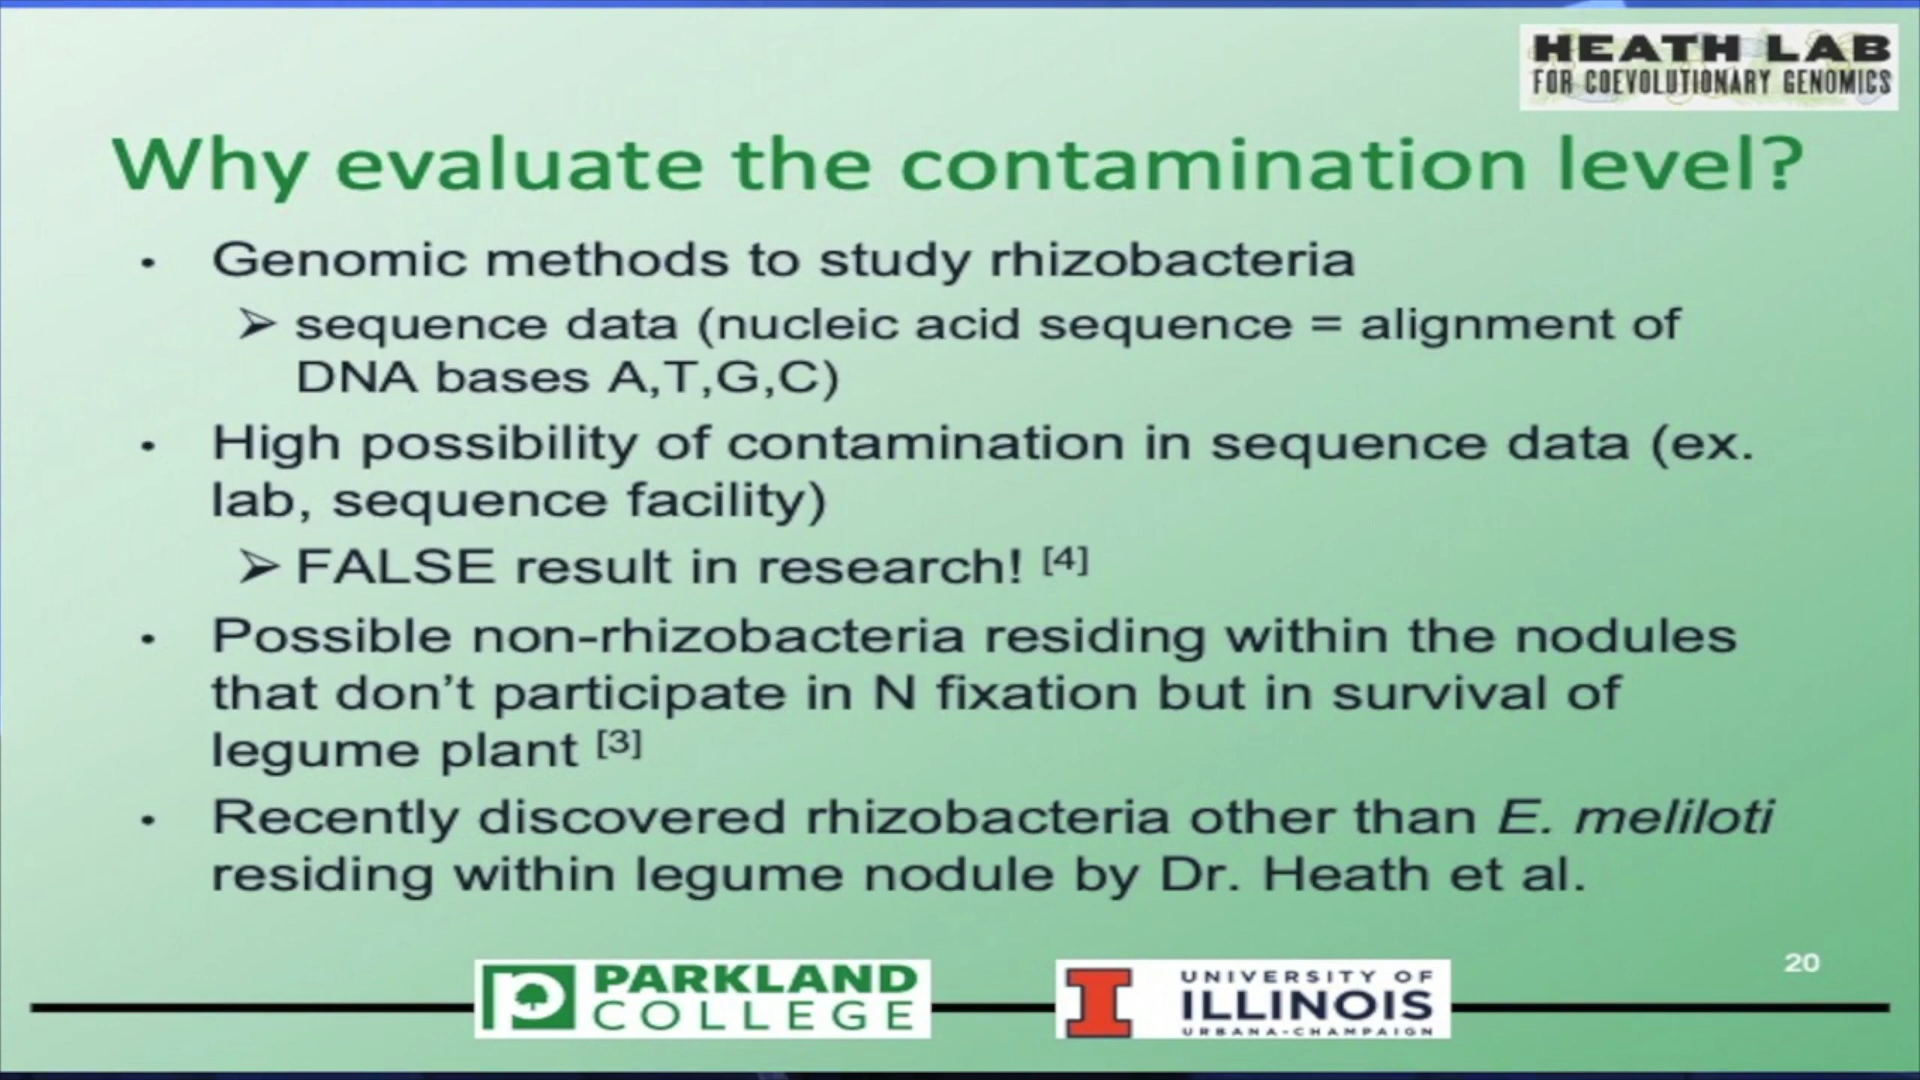 HEATH LAB
FOR COEVOLUTIONARY GENOMICS
Why evaluate the contamination level?
• Genomic methods to study rhizobacteria
➢ sequence data (nucleic acid sequence = alignment of
DNA bases A,T,G,C)
• High possibility of contamination in sequence data (ex.
lab, sequence facility)
➢ FALSE result in research! [4]
• Possible non-rhizobacteria residing within the nodules
that don’t participate in N fixation but in survival of
legume plant [3]
• Recently discovered rhizobacteria other than E. meliloti
residing within legume nodule by Dr. Heath et al.
20
PARKLAND
COLLEGE
UNIVERSITY OF
ILLINOIS
URBANA-CHAMPAIGN